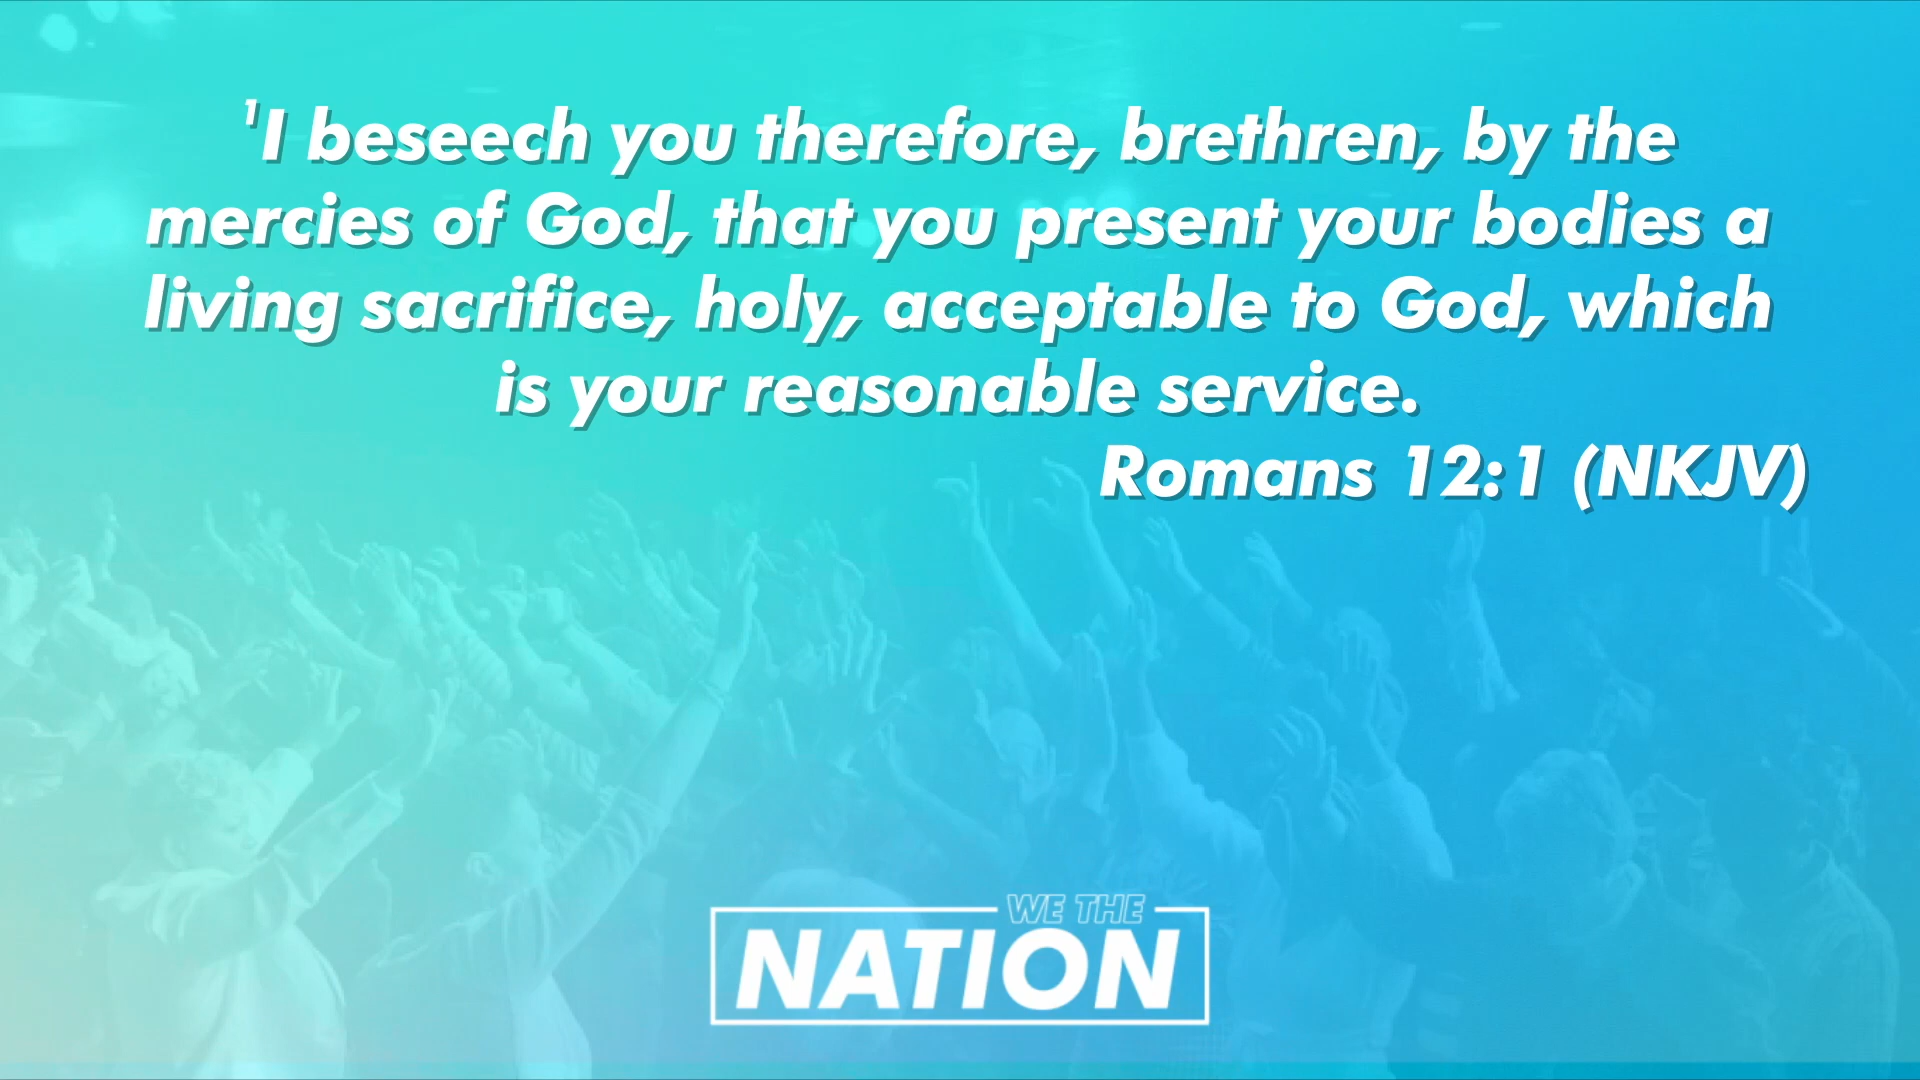 ¹I beseech you therefore, brethren, by the
mercies of God, that you present your bodies a
living sacrifice, holy, acceptable to God, which
is your reasonable service.
Romans 12:1 (NKJV)
WE THE
NATION